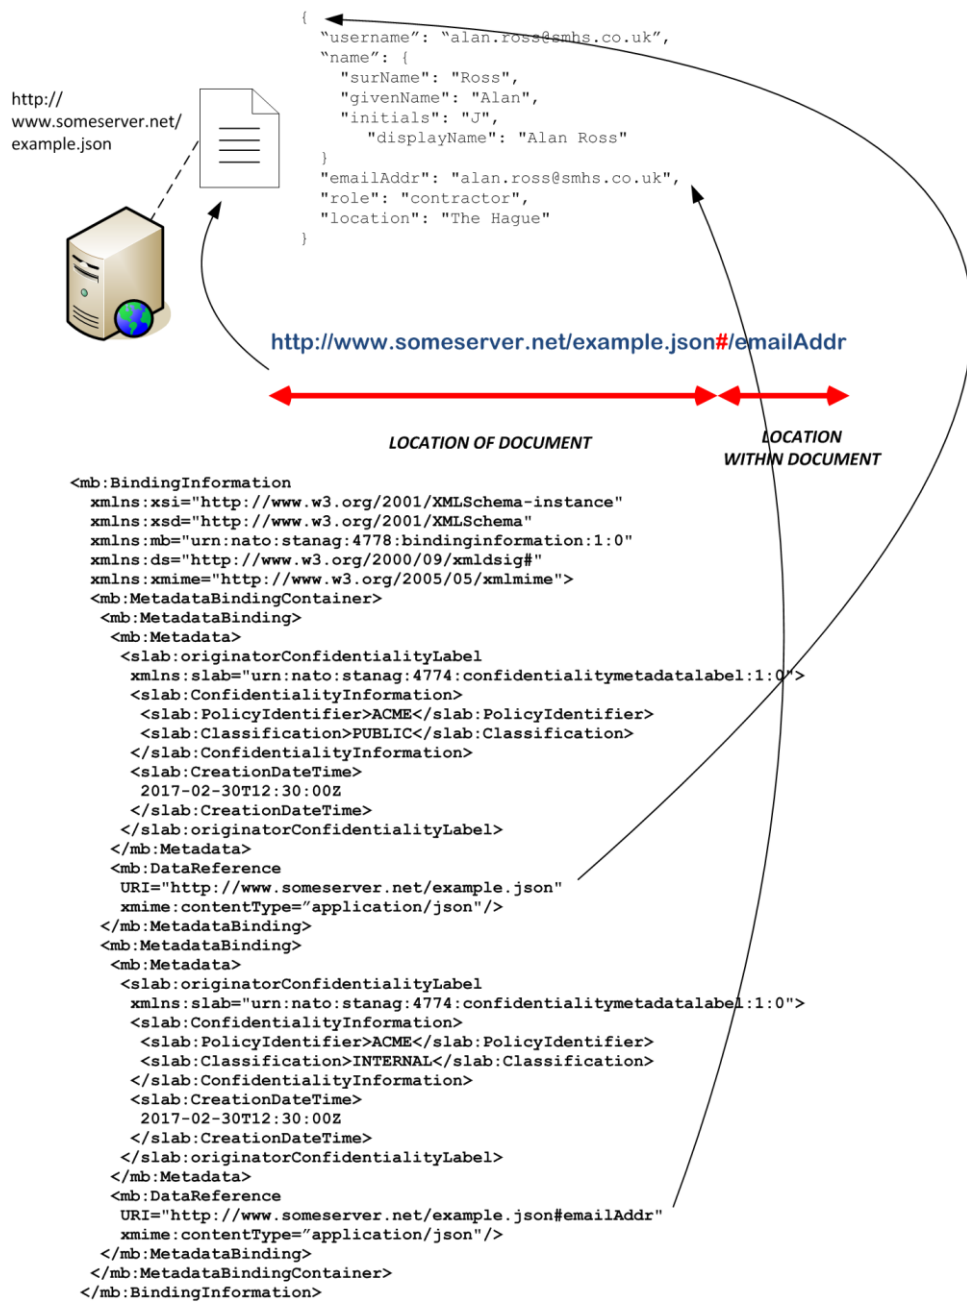 http://
www.someserver.net/
example.json
{
“username”: “alan.ross@smhs.co.uk”,
“name”: {
"surName": "Ross",
"givenName": "Alan",
"initials": "J",
"displayName": "Alan Ross"
}
"emailAddr": "alan.ross@smhs.co.uk",
"role": "contractor",
"location": "The Hague"
}
http://www.someserver.net/example.json#/emailAddr
LOCATION OF DOCUMENT
LOCATION
WITHIN DOCUMENT
<mb:BindingInformation
xmlns:xsi="http://www.w3.org/2001/XMLSchema-instance"
xmlns:xsd="http://www.w3.org/2001/XMLSchema"
xmlns:mb="urn:nato:stanag:4778:bindinginformation:1:0"
xmlns:ds="http://www.w3.org/2000/09/xmldsig#"
xmlns:xmime="http://www.w3.org/2005/05/xmlmime">
<mb:MetadataBindingContainer>
<mb:MetadataBinding>
<mb:Metadata>
<slab:originatorConfidentialityLabel
xmlns:slab="urn:nato:stanag:4774:confidentialitymetadatalabel:1:0">
<slab:ConfidentialityInformation>
<slab:PolicyIdentifier>ACME</slab:PolicyIdentifier>
<slab:Classification>PUBLIC</slab:Classification>
</slab:ConfidentialityInformation>
<slab:CreationDateTime>
2017-02-30T12:30:00Z
</slab:CreationDateTime>
</slab:originatorConfidentialityLabel>
</mb:Metadata>
<mb:DataReference
URI="http://www.someserver.net/example.json"
xmime:contentType=”application/json"/>
</mb:MetadataBinding>
<mb:MetadataBinding>
<mb:Metadata>
<slab:originatorConfidentialityLabel
xmlns:slab="urn:nato:stanag:4774:confidentialitymetadatalabel:1:0">
<slab:ConfidentialityInformation>
<slab:PolicyIdentifier>ACME</slab:PolicyIdentifier>
<slab:Classification>INTERNAL</slab:Classification>
</slab:ConfidentialityInformation>
<slab:CreationDateTime>
2017-02-30T12:30:00Z
</slab:CreationDateTime>
</slab:originatorConfidentialityLabel>
</mb:Metadata>
<mb:DataReference
URI="http://www.someserver.net/example.json#emailAddr"
xmime:contentType=”application/json"/>
</mb:MetadataBinding>
</mb:MetadataBindingContainer>
</mb:BindingInformation>